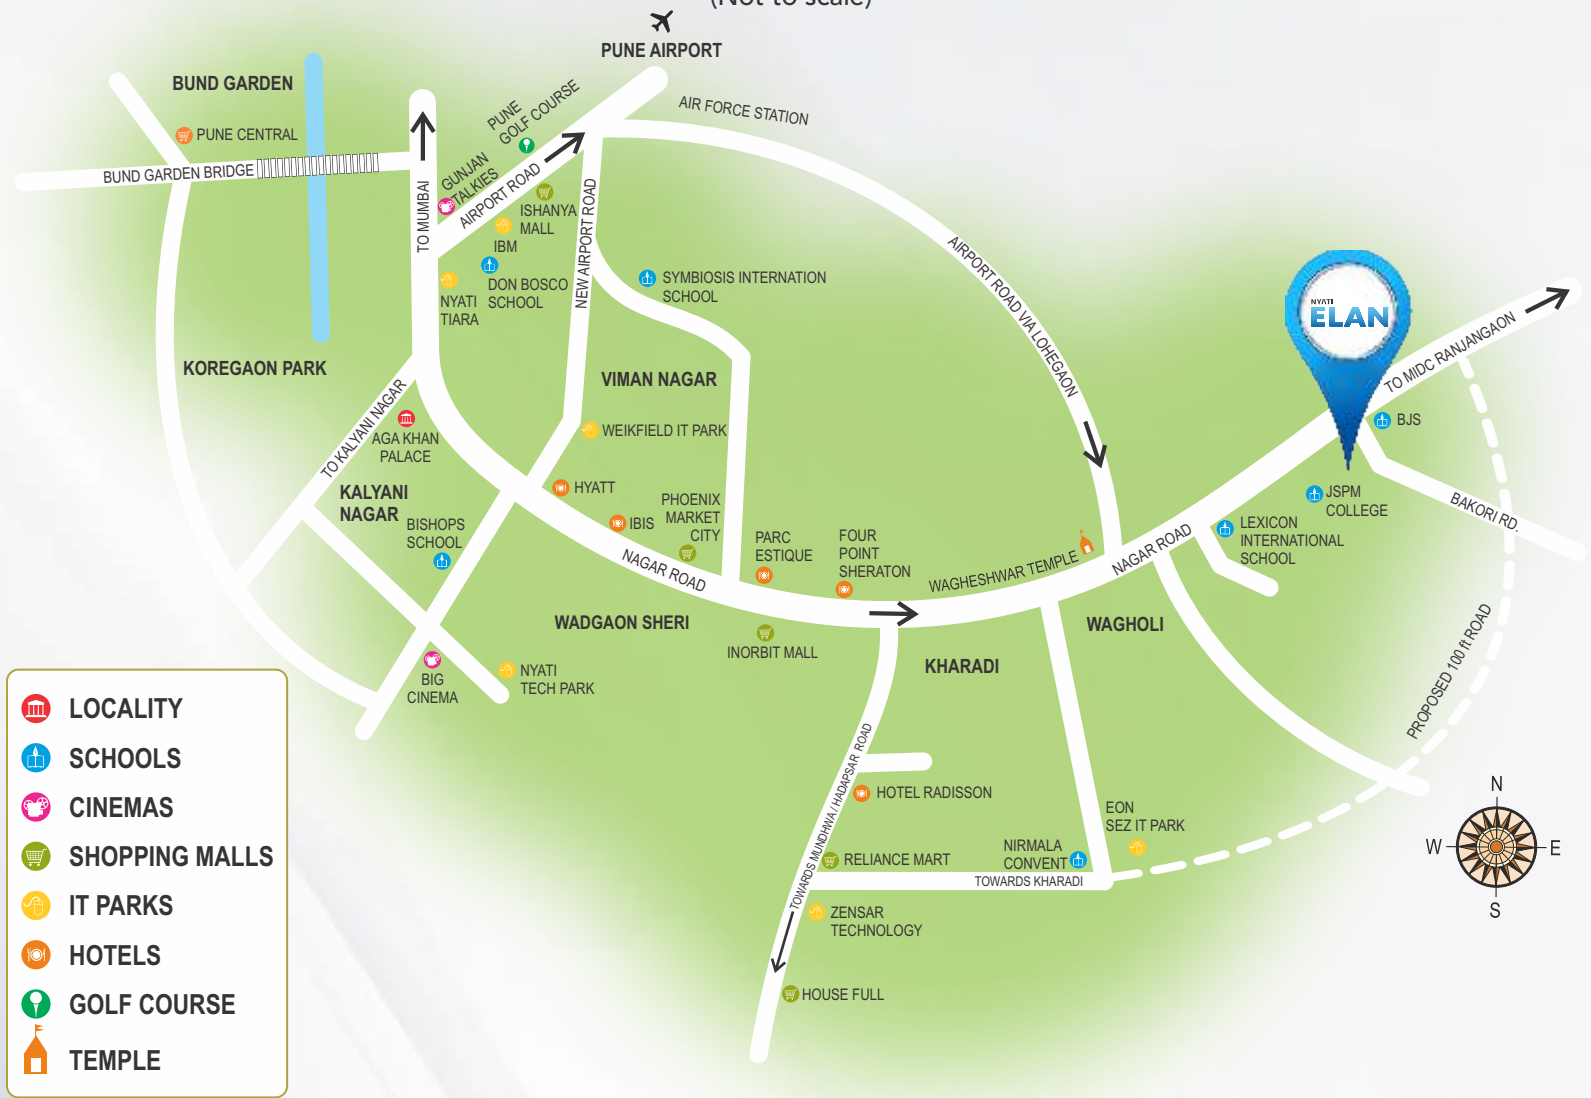 (Not to scale)
PUNE AIRPORT
BUND GARDEN
PUNE CENTRAL
BUND GARDEN BRIDGE
TO MUMBAI
GUNJAN
TALKIES
PUNE
GOLF COURSE
AIRPORT ROAD
AIR FORCE STATION
ISHANYA
MALL
IBM
DON BOSCO
SCHOOL
NYATI
TIARA
NEW AIRPORT ROAD
SYMBIOSIS INTERNATION
SCHOOL
AIRPORT ROAD VIA LOHEGAON
NYATI
ELAN
TO MIDC RANJANGAON
KOREGAON PARK
TO KALYANI NAGAR
AGA KHAN
PALACE
VIMAN NAGAR
WEIKFIELD IT PARK
BJS
KALYANI
NAGAR
BISHOPS
SCHOOL
HYATT
IBIS
PHOENIX
MARKET
CITY
PARC
ESTIQUE
FOUR
POINT
SHERATON
NAGAR ROAD
WAGHESHWAR TEMPLE
NAGAR ROAD
LEXICON
INTERNATIONAL
SCHOOL
JSPM
COLLEGE
BAKORI RD.
WADGAON SHERI
INORBIT MALL
KHARADI
WAGHOLI
BIG
CINEMA
NYATI
TECH PARK
PROPOSED 100 ft ROAD
TOWARDS MUNDHWA / HADAPSAR ROAD
HOTEL RADISSON
RELIANCE MART
NIRMALA
CONVENT
EON
SEZ IT PARK
TOWARDS KHARADI
ZENSAR
TECHNOLOGY
HOUSE FULL
N
W
E
S
LOCALITY
SCHOOLS
CINEMAS
SHOPPING MALLS
IT PARKS
HOTELS
GOLF COURSE
TEMPLE